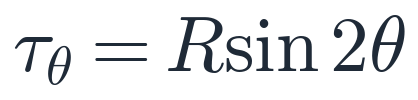 τ_θ = R sin 2θ